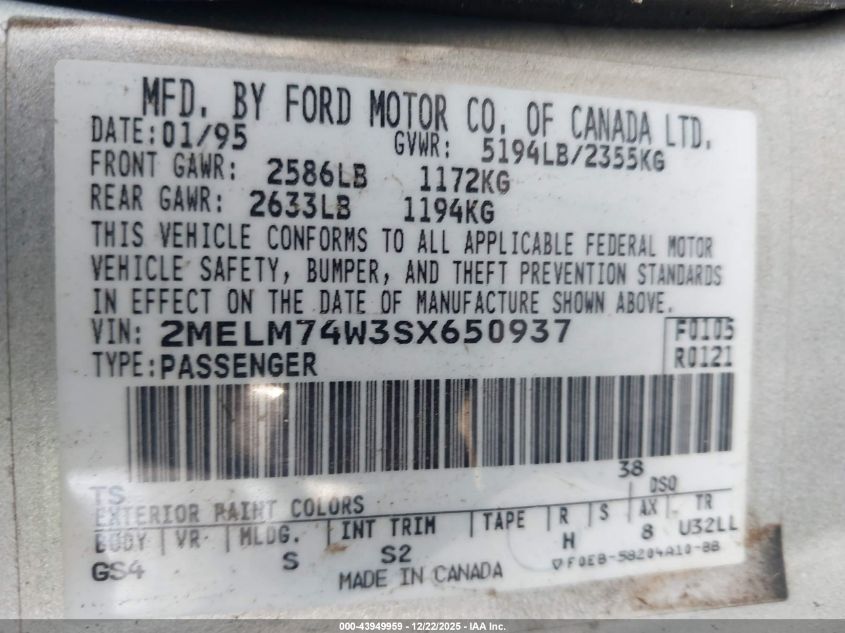 MFD. BY FORD MOTOR CO. OF CANADA LTD.
DATE: 01/95 GVWR: 5194LB/2355KG
FRONT GAWR: 2586LB 1172KG
REAR GAWR: 2633LB 1194KG
THIS VEHICLE CONFORMS TO ALL APPLICABLE FEDERAL MOTOR
VEHICLE SAFETY, BUMPER, AND THEFT PREVENTION STANDARDS
IN EFFECT ON THE DATE OF MANUFACTURE SHOWN ABOVE.
VIN: 2MELM74W3SX650937 F0105
TYPE: PASSENGER R0121
38
TS DSO
EXTERIOR PAINT COLORS
BODY VR MLDG. INT TRIM TAPE R S AX TR
GS4 S S2 H 8 U32LL
MADE IN CANADA ▽F0EB-58204A10-BB
000-43949959 | 12/22/2025 - IAA Inc.